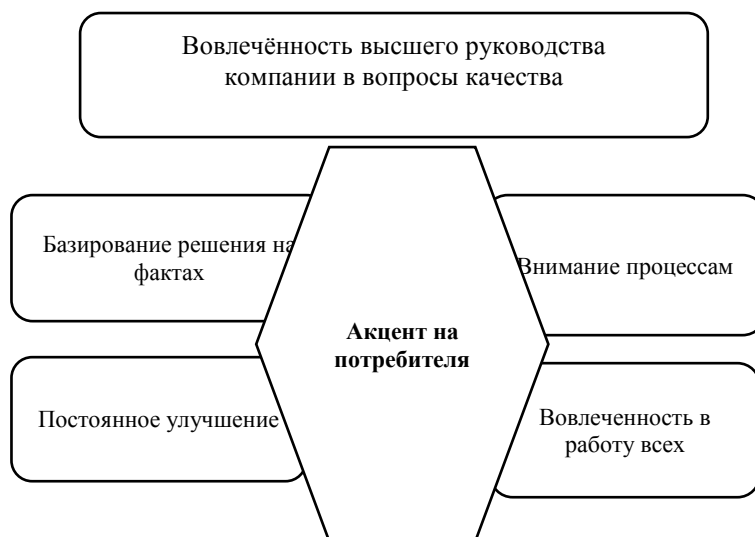 Вовлечённость высшего руководства
компании в вопросы качества
Базирование решения на
фактах
Внимание процессам
Акцент на
потребителя
Постоянное улучшение
Вовлеченность в
работу всех